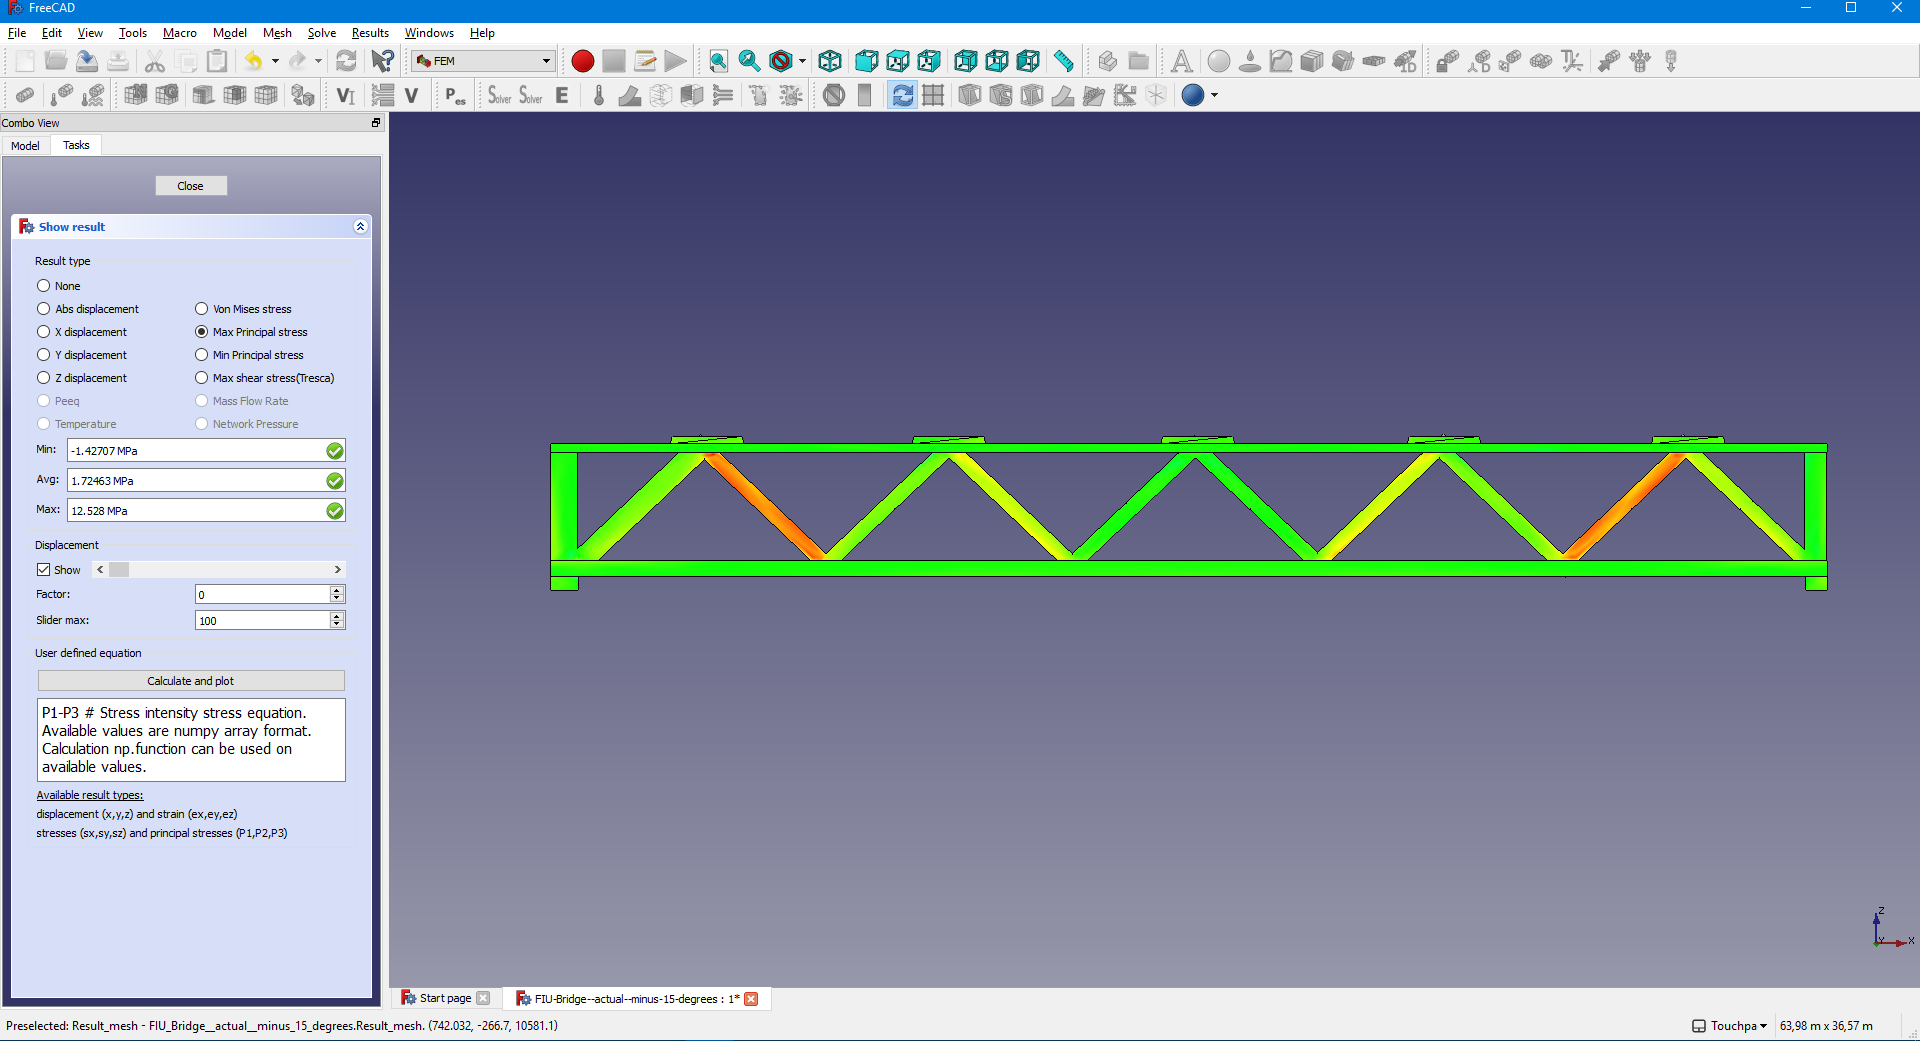 FreeCAD
File Edit View Tools Macro Model Mesh Solve Results Windows Help
FEM
Pes Solver Solver E
Combo View
Model Tasks
Close
Show result
Result type
None
Abs displacement Von Mises stress
X displacement Max Principal stress
Y displacement Min Principal stress
Z displacement Max shear stress(Tresca)
Peeq Mass Flow Rate
Temperature Network Pressure
Min: -1.42707 MPa
Avg: 1.72463 MPa
Max: 12.528 MPa
Displacement
Show
Factor: 0
Slider max: 100
User defined equation
Calculate and plot
P1-P3 # Stress intensity stress equation.
Available values are numpy array format.
Calculation np.function can be used on
available values.
Available result types:
displacement (x,y,z) and strain (ex,ey,ez)
stresses (sx,sy,sz) and principal stresses (P1,P2,P3)
Z
Y X
Start page FIU-Bridge--actual--minus-15-degrees : 1*
Preselected: Result_mesh - FIU_Bridge__actual__minus_15_degrees.Result_mesh. (742.032, -266.7, 10581.1) Touchpa 63,98 m x 36,57 m